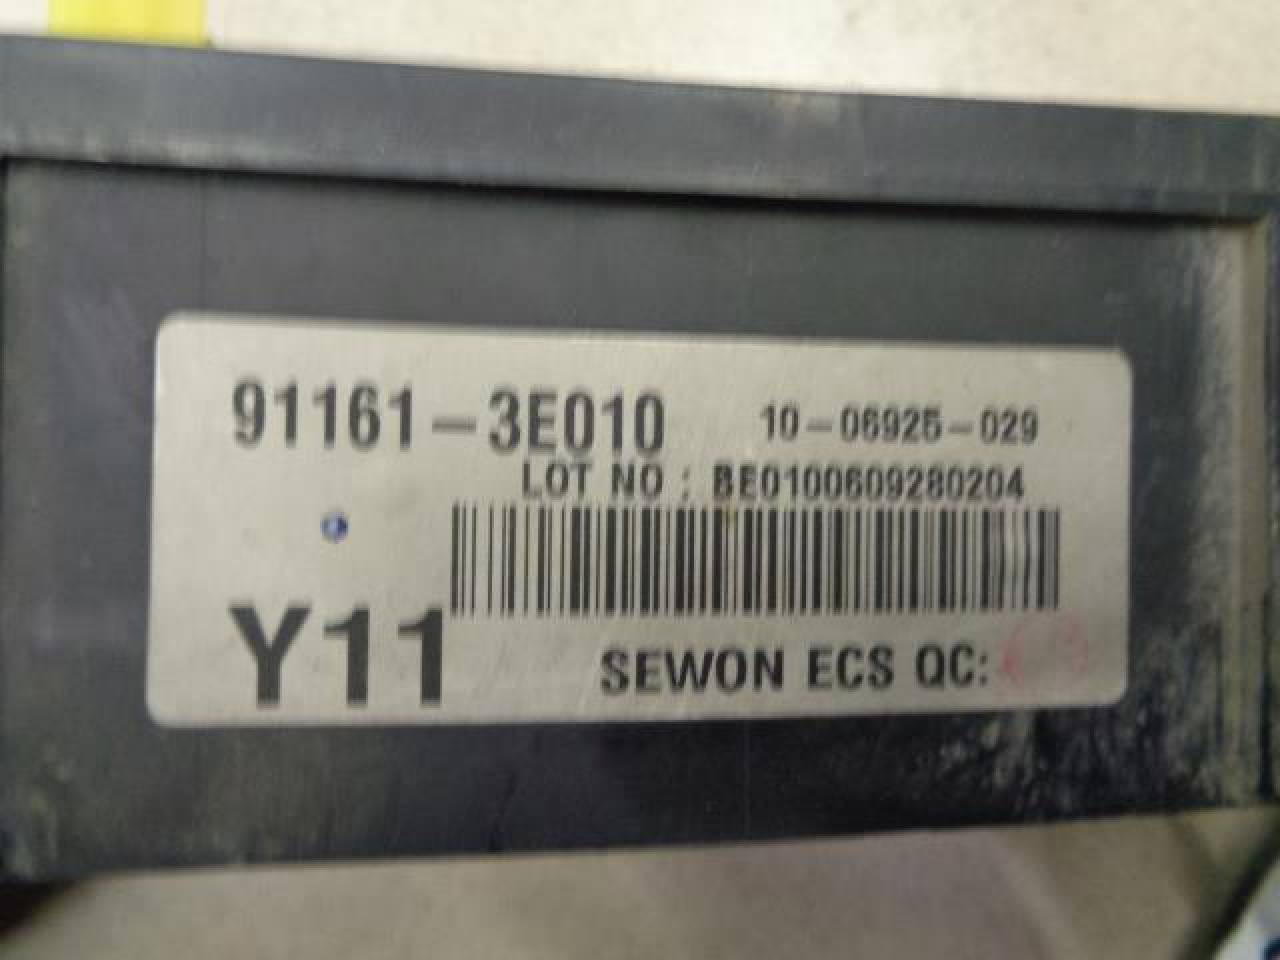 91161-3E010 10-06925-029
LOT NO : BE0100609280204
Y11
SEWON ECS QC: